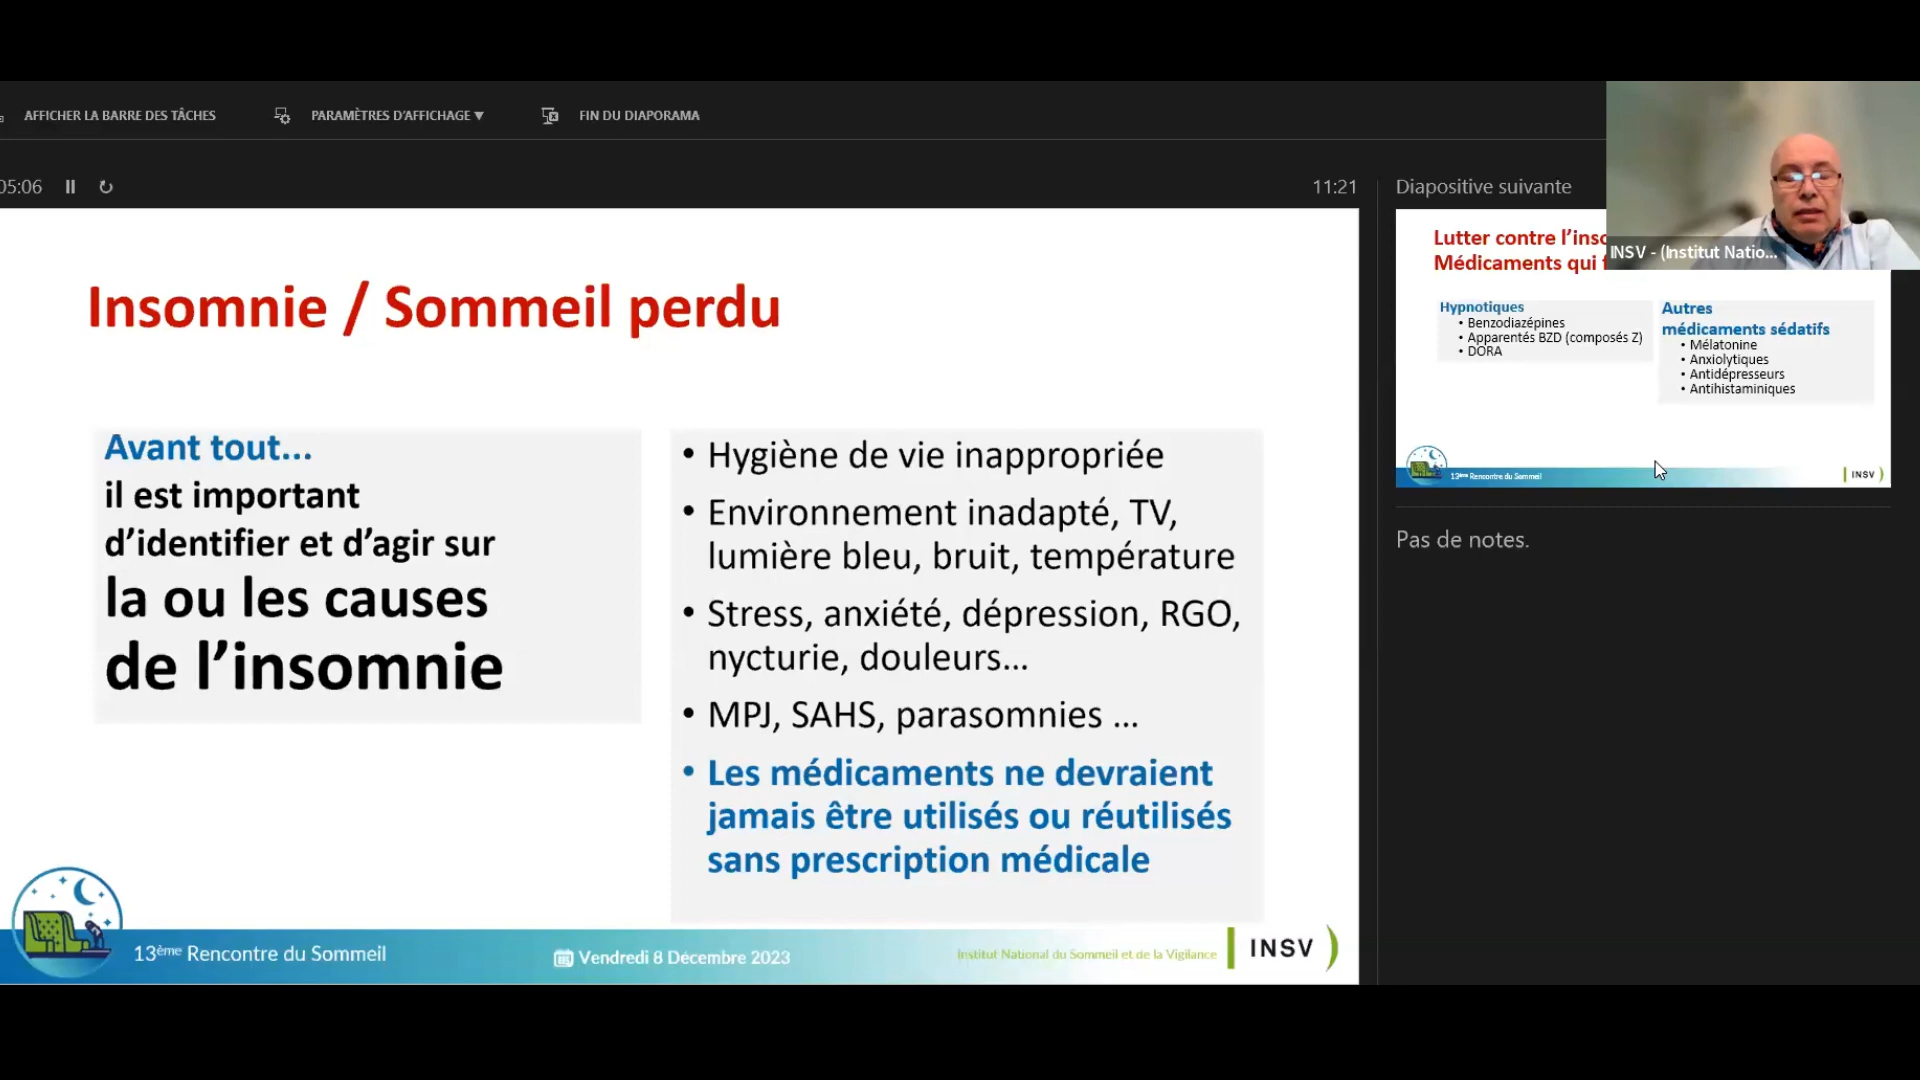 AFFICHER LA BARRE DES TÂCHES
PARAMÈTRES D'AFFICHAGE ▼
FIN DU DIAPORAMA
05:06
11:21
Diapositive suivante
Insomnie / Sommeil perdu
Avant tout...
il est important
d'identifier et d'agir sur
la ou les causes
de l'insomnie
• Hygiène de vie inappropriée
• Environnement inadapté, TV,
lumière bleu, bruit, température
• Stress, anxiété, dépression, RGO,
nycturie, douleurs...
• MPJ, SAHS, parasomnies ...
• Les médicaments ne devraient
jamais être utilisés ou réutilisés
sans prescription médicale
13ème Rencontre du Sommeil
Vendredi 8 Décembre 2023
Institut National du Sommeil et de la Vigilance
INSV
Lutter contre
Médicaments qui
Hypnotiques
• Benzodiazépines
• Apparentés BZD (composés Z)
• DORA
Autres
médicaments sédatifs
• Mélatonine
• Anxiolytiques
• Antidépresseurs
• Antihistaminiques
13ème Rencontre du Sommeil
INSV
INSV - (Institut Natio...
Pas de notes.